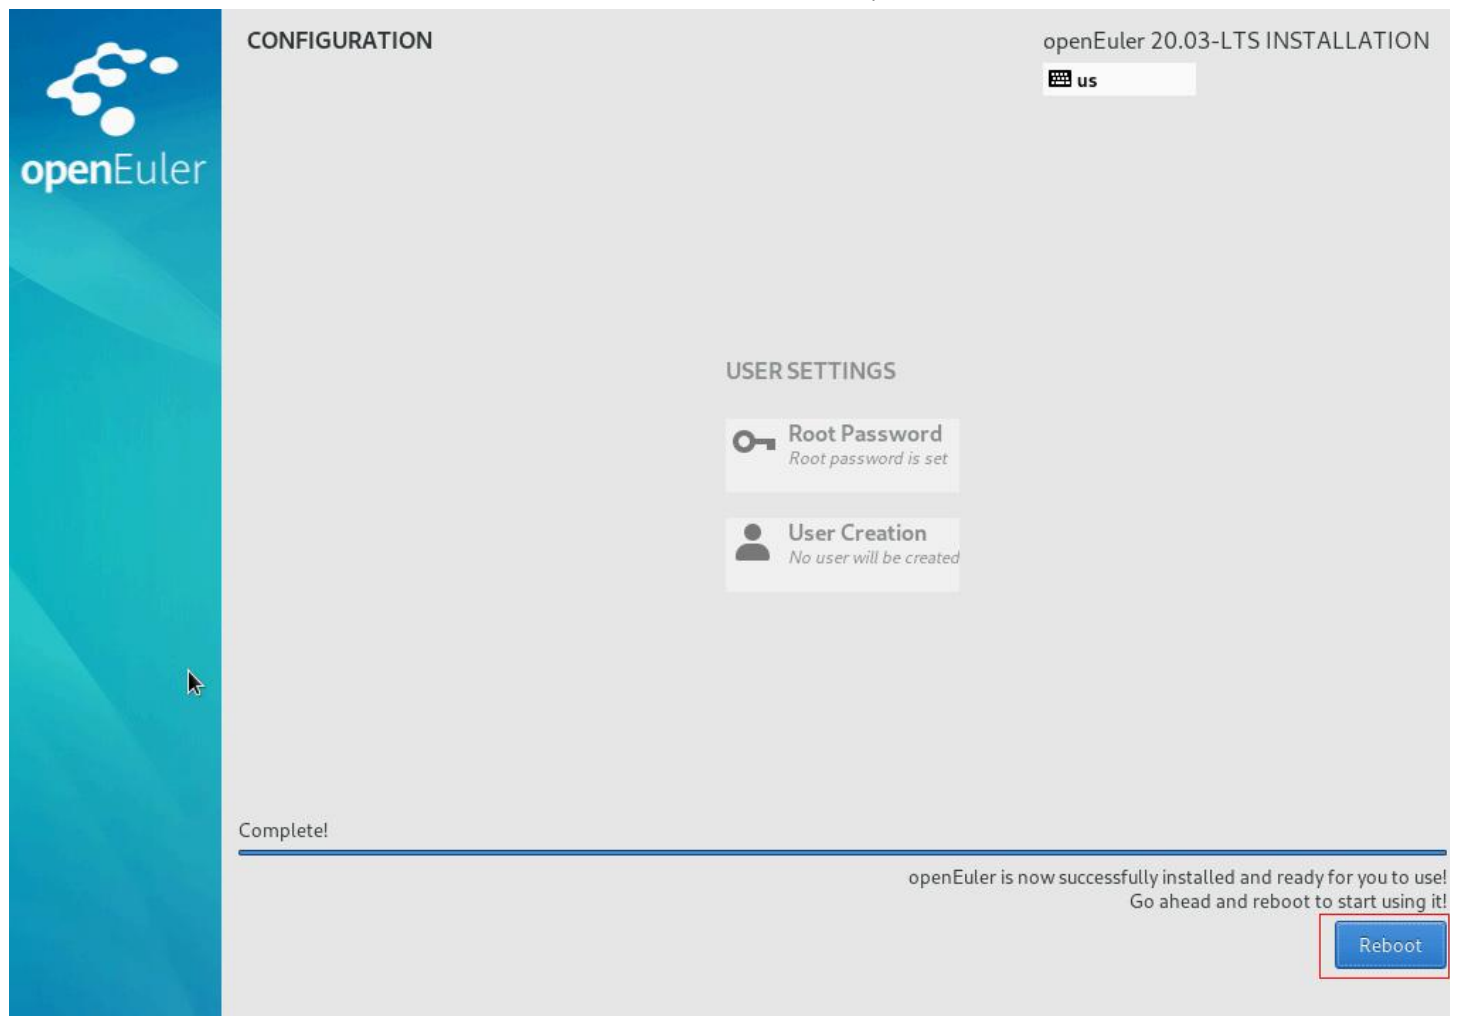 openEuler
CONFIGURATION
openEuler 20.03-LTS INSTALLATION
us
USER SETTINGS
Root Password
Root password is set
User Creation
No user will be created
Complete!
openEuler is now successfully installed and ready for you to use!
Go ahead and reboot to start using it!
Reboot